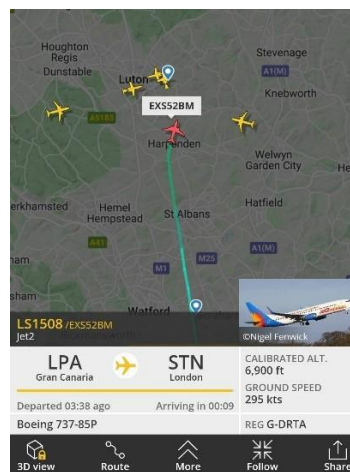 Houghton
Regis
Dunstable
Stevenage
A1(M)
Luton
Knebworth
EXS52BM
A5183
Harpenden
Welwyn
Garden City
erkhamsted
Hemel
Hempstead
Hatfield
St Albans
A41
A1(M)
M1
M25
sham
Watford
LS1508 /EXS52BM
Jet2
©Nigel Fenwick
LPA
Gran Canaria
STN
London
CALIBRATED ALT.
6,900 ft
GROUND SPEED
295 kts
Departed 03:38 ago
Arriving in 00:09
Boeing 737-85P
REG G-DRTA
3D view
Route
More
Follow
Share